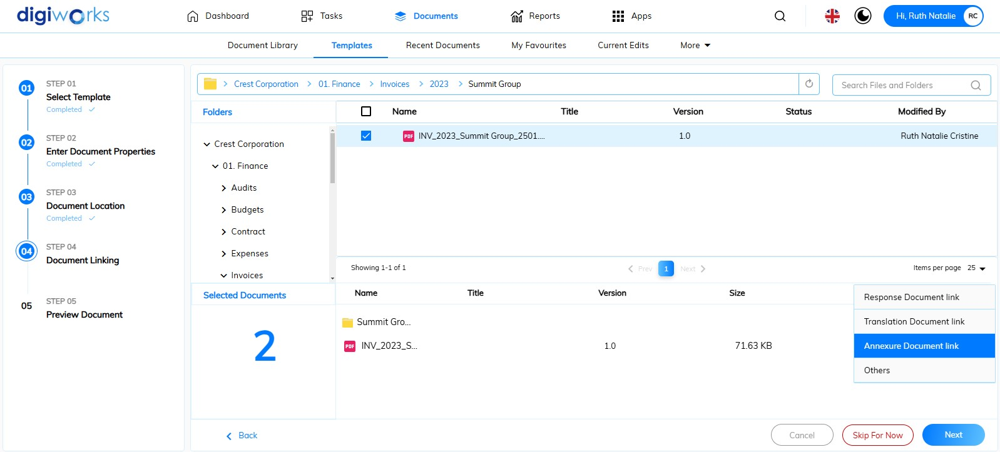 digiworks
Dashboard
Tasks
Documents
Reports
Apps
Hi, Ruth Natalie
RC
Document Library
Templates
Recent Documents
My Favourites
Current Edits
More
01
STEP 01
Select Template
Completed
02
STEP 02
Enter Document Properties
Completed
03
STEP 03
Document Location
Completed
04
STEP 04
Document Linking
05
STEP 05
Preview Document
Crest Corporation
01. Finance
Invoices
2023
Summit Group
Search Files and Folders
Folders
Crest Corporation
01. Finance
Audits
Budgets
Contract
Expenses
Invoices
Name Title Version Status Modified By
PDF INV_2023_Summit Group_2501.... 1.0 Ruth Natalie Cristine
Showing 1-1 of 1
Prev 1 Next
Items per page 25
Selected Documents
2
Name Title Version Size
Summit Gro...
PDF INV_2023_S... 1.0 71.63 KB
Response Document link
Translation Document link
Annexure Document link
Others
Back
Cancel
Skip For Now
Next